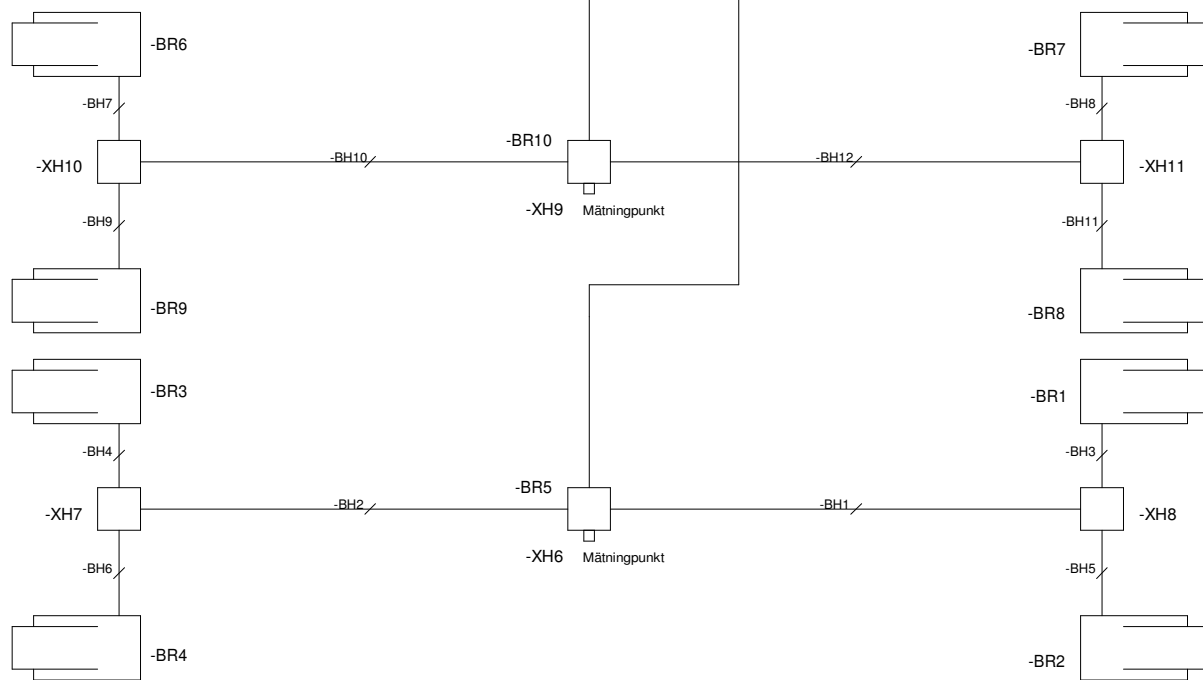 -BR6
-BR7
-BH7
-BH8
-BR10
-XH10
-BH10
-BH12
-XH11
-XH9 Mätningpunkt
-BH9
-BH11
-BR9
-BR8
-BR3
-BR1
-BH4
-BH3
-BR5
-XH7
-BH2
-BH1
-XH8
-XH6 Mätningpunkt
-BH6
-BH5
-BR4
-BR2